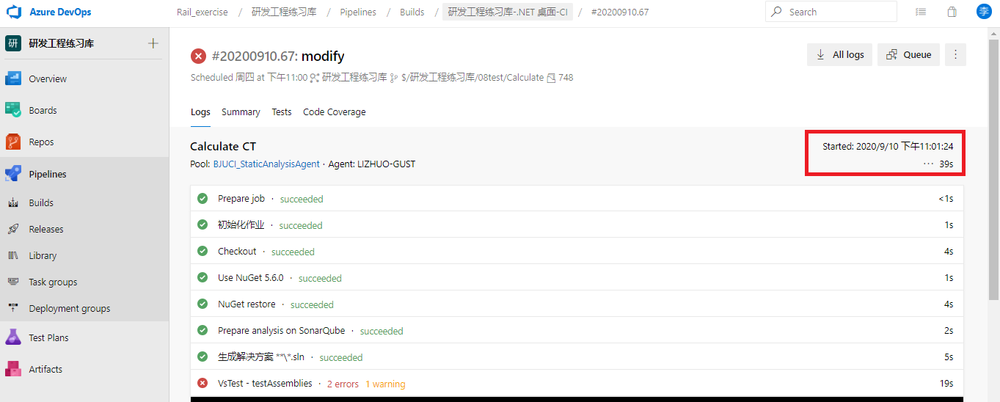 Azure DevOps
Rail_exercise / 研发工程练习库 / Pipelines / Builds / 研发工程练习库-.NET 桌面-CI / #20200910.67
Search
李
研 研发工程练习库
Overview
Boards
Repos
Pipelines
Builds
Releases
Library
Task groups
Deployment groups
Test Plans
Artifacts
#20200910.67: modify
All logs
Queue
Scheduled 周四 at 下午11:00 研发工程练习库 $/研发工程练习库/08test/Calculate 748
Logs Summary Tests Code Coverage
Calculate CT
Started: 2020/9/10 下午11:01:24
Pool: BJUCI_StaticAnalysisAgent · Agent: LIZHUO-GUST
··· 39s
Prepare job · succeeded <1s
初始化作业 · succeeded 1s
Checkout · succeeded 4s
Use NuGet 5.6.0 · succeeded 1s
NuGet restore · succeeded 4s
Prepare analysis on SonarQube · succeeded 2s
生成解决方案 **\*.sln · succeeded 5s
VsTest - testAssemblies · 2 errors 1 warning 19s